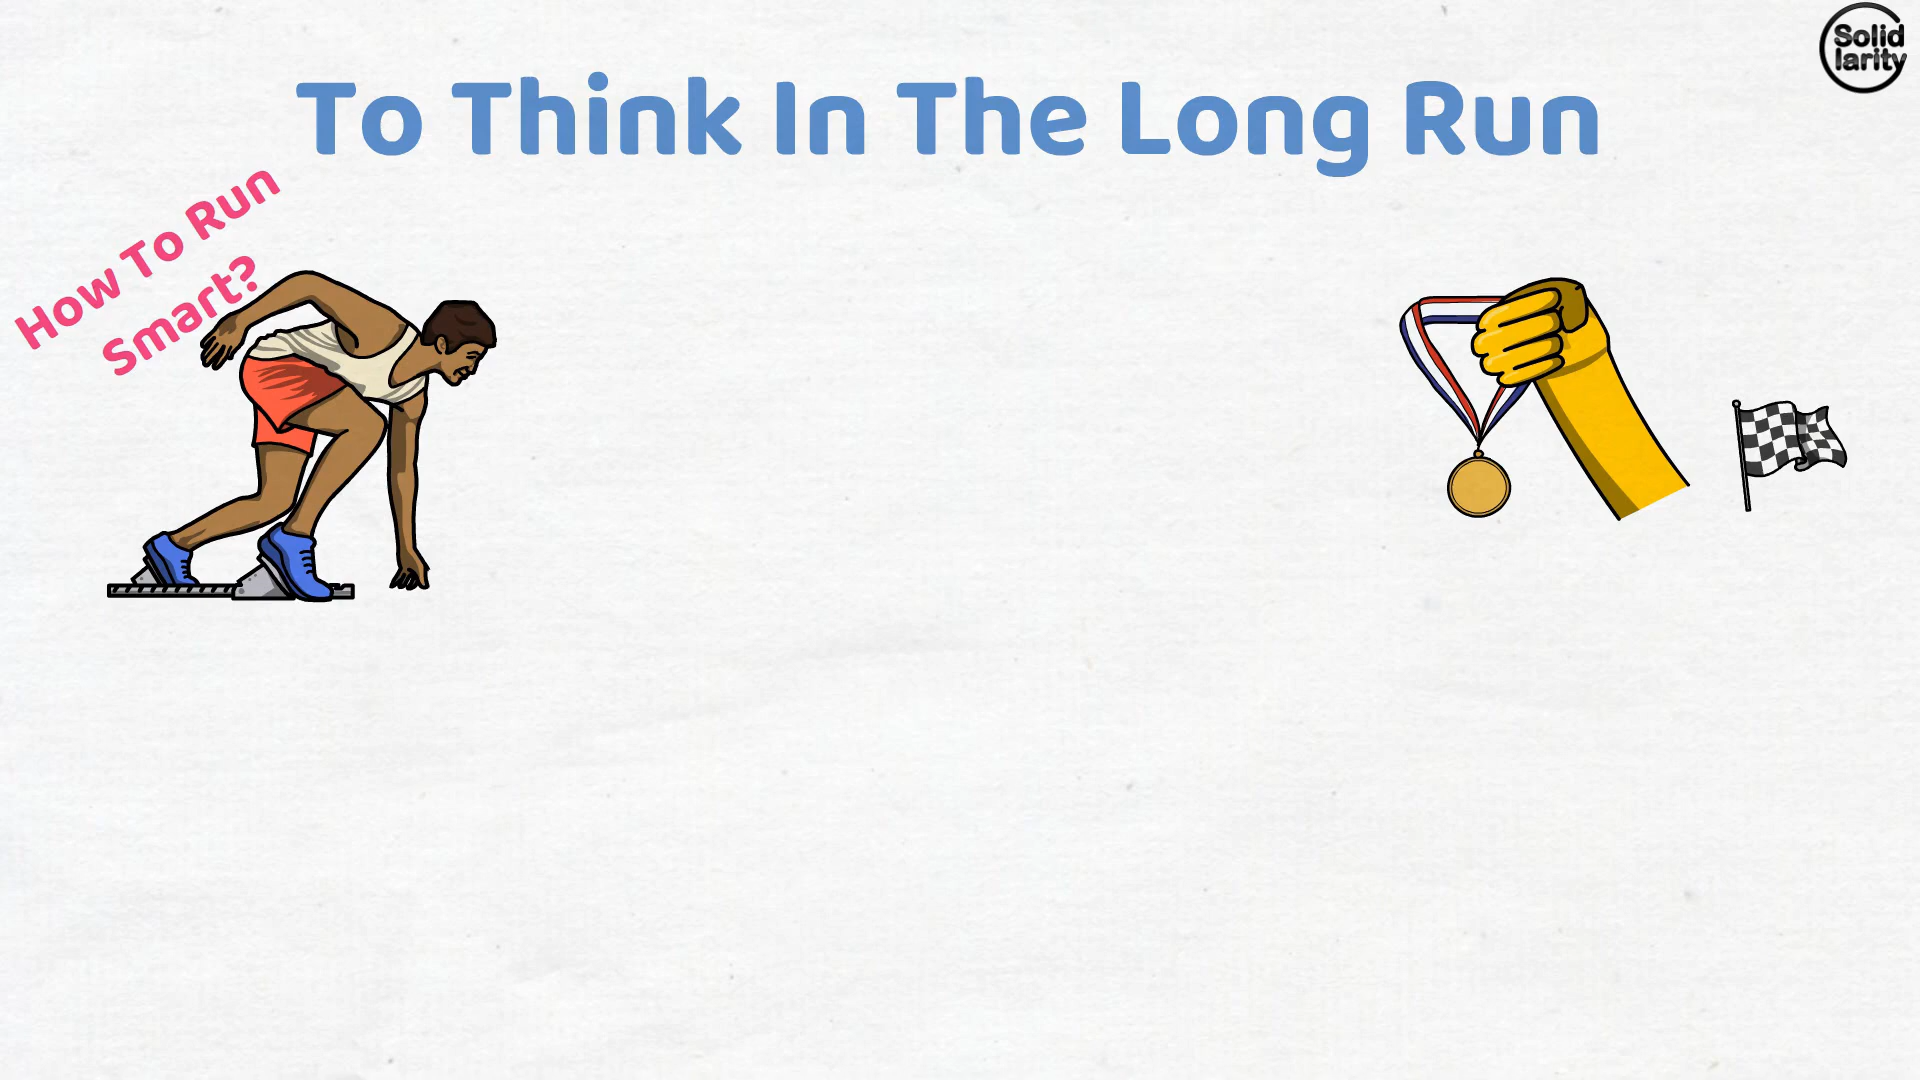 To Think In The Long Run
How To Run
Smart?
Solid
larity